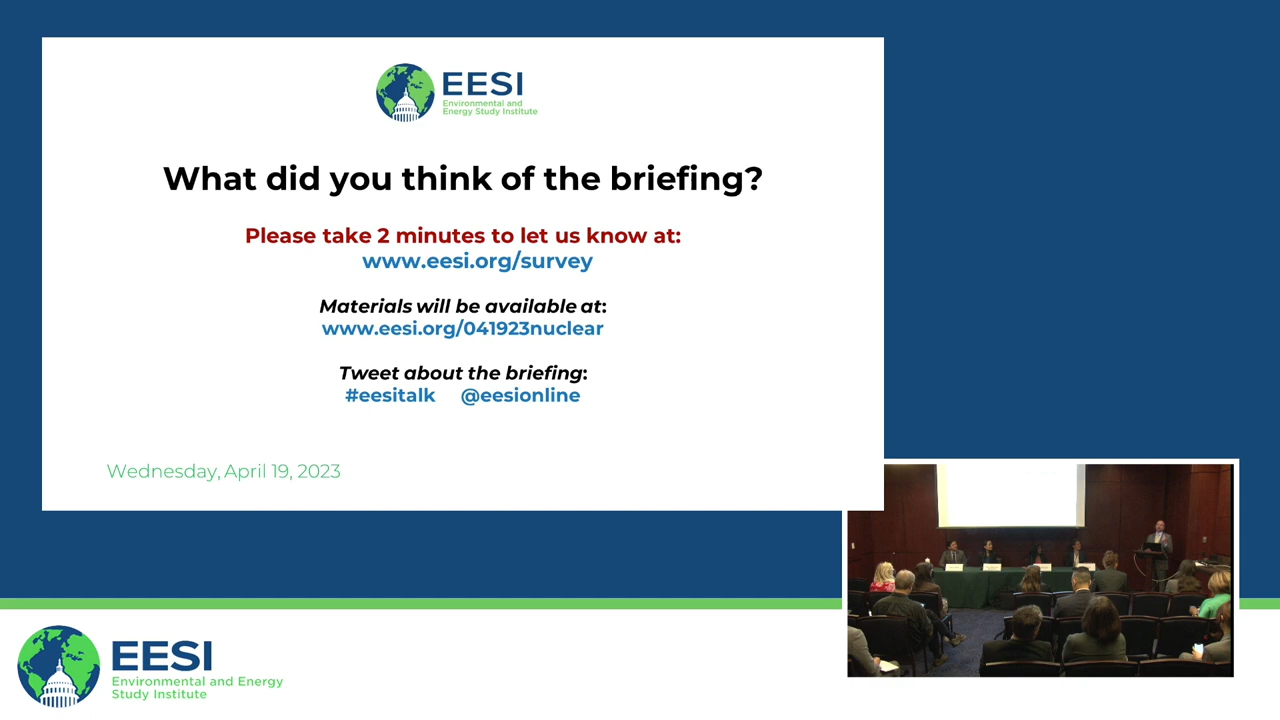 EESI
Environmental and
Energy Study Institute
What did you think of the briefing?
Please take 2 minutes to let us know at:
www.eesi.org/survey
Materials will be available at:
www.eesi.org/041923nuclear
Tweet about the briefing:
#eesitalk @eesionline
Wednesday, April 19, 2023
EESI
Environmental and Energy
Study Institute